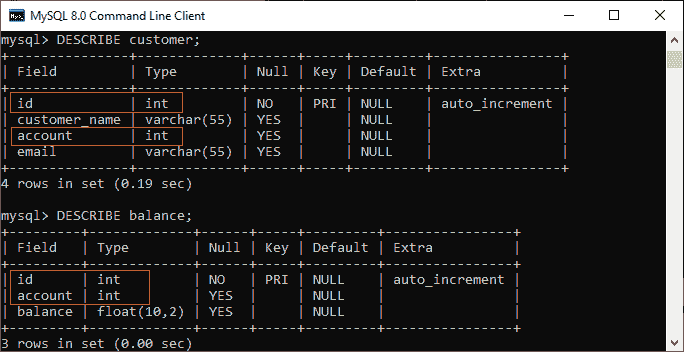 MySQL 8.0 Command Line Client
mysql> DESCRIBE customer;
+---------------+-------------+------+-----+---------+----------------+
| Field         | Type        | Null | Key | Default | Extra          |
+---------------+-------------+------+-----+---------+----------------+
| id            | int         | NO   | PRI | NULL    | auto_increment |
| customer_name | varchar(55) | YES  |     | NULL    |                |
| account       | int         | YES  |     | NULL    |                |
| email         | varchar(55) | YES  |     | NULL    |                |
+---------------+-------------+------+-----+---------+----------------+
4 rows in set (0.19 sec)
mysql> DESCRIBE balance;
+---------+-------------+------+-----+---------+----------------+
| Field   | Type        | Null | Key | Default | Extra          |
+---------+-------------+------+-----+---------+----------------+
| id      | int         | NO   | PRI | NULL    | auto_increment |
| account | int         | YES  |     | NULL    |                |
| balance | float(10,2) | YES  |     | NULL    |                |
+---------+-------------+------+-----+---------+----------------+
3 rows in set (0.00 sec)